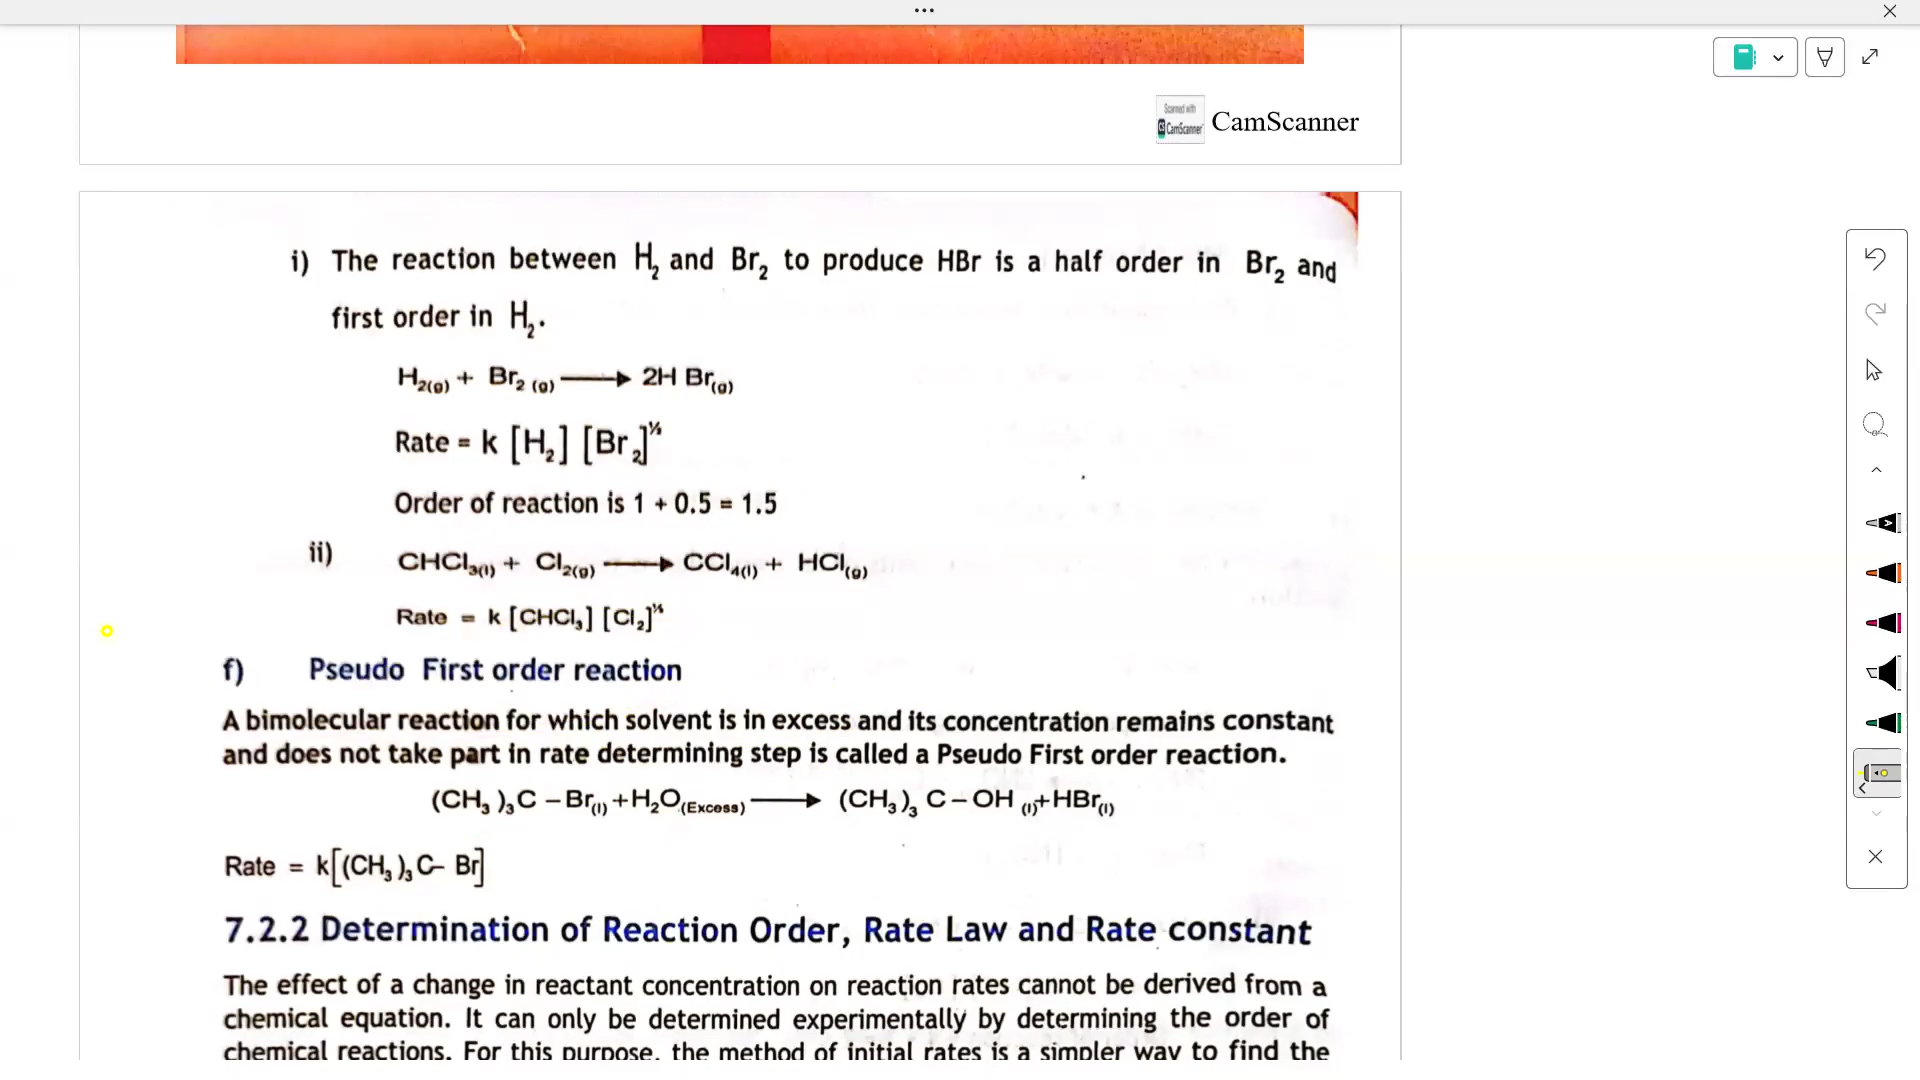 Scanned with
CS CamScanner
CamScanner
i) The reaction between H₂ and Br₂ to produce HBr is a half order in Br₂ and
first order in H₂.
H₂(g) + Br₂ (g) ⟶ 2H Br(g)
Rate = k [H₂] [Br₂]^½
Order of reaction is 1 + 0.5 = 1.5
ii) CHCl₃(l) + Cl₂(g) ⟶ CCl₄(l) + HCl(g)
Rate = k [CHCl₃] [Cl₂]^½
f) Pseudo First order reaction
A bimolecular reaction for which solvent is in excess and its concentration remains constant
and does not take part in rate determining step is called a Pseudo First order reaction.
(CH₃)₃C – Br(l) + H₂O(Excess) ⟶ (CH₃)₃ C – OH (l) + HBr(l)
Rate = k[(CH₃)₃C – Br]
7.2.2 Determination of Reaction Order, Rate Law and Rate constant
The effect of a change in reactant concentration on reaction rates cannot be derived from a
chemical equation. It can only be determined experimentally by determining the order of
chemical reactions. For this purpose, the method of initial rates is a simpler way to find the